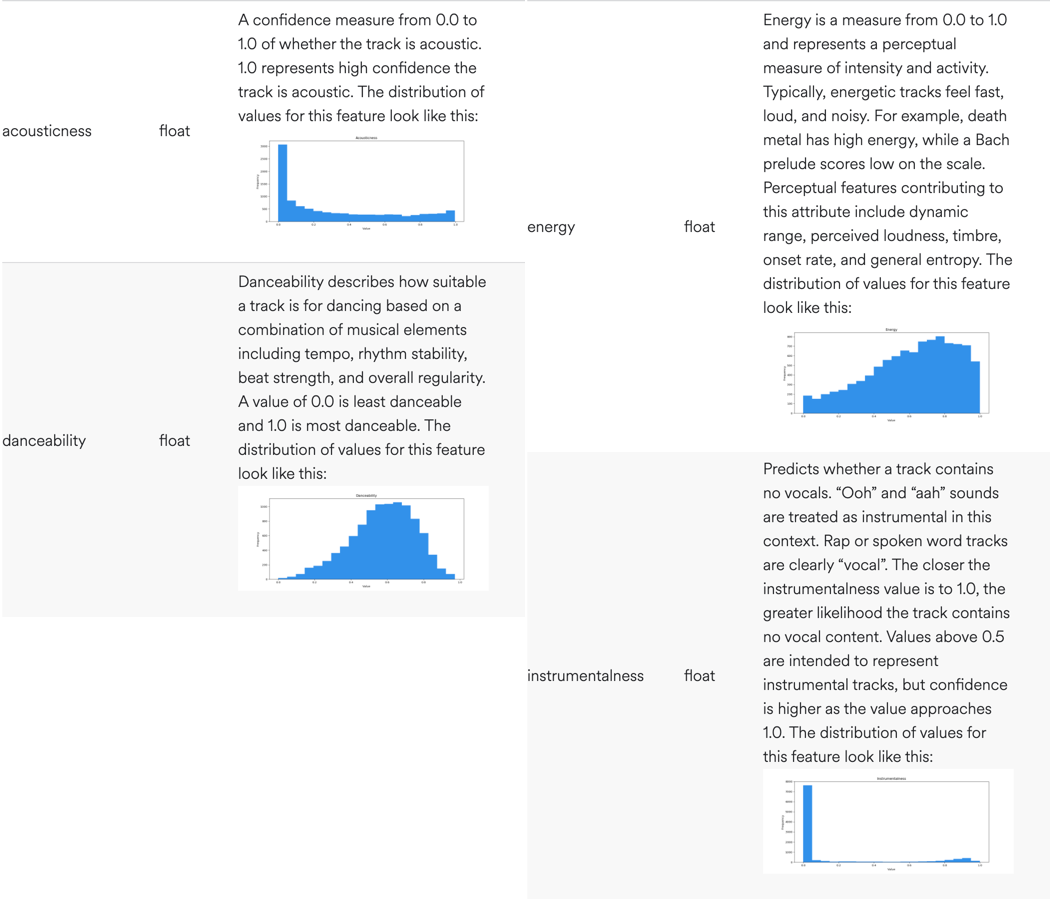 acousticness
float
A confidence measure from 0.0 to
1.0 of whether the track is acoustic.
1.0 represents high confidence the
track is acoustic. The distribution of
values for this feature look like this:
Acousticness
Frequency
Value
danceability
float
Danceability describes how suitable
a track is for dancing based on a
combination of musical elements
including tempo, rhythm stability,
beat strength, and overall regularity.
A value of 0.0 is least danceable
and 1.0 is most danceable. The
distribution of values for this feature
look like this:
Danceability
Frequency
Value
energy
float
Energy is a measure from 0.0 to 1.0
and represents a perceptual
measure of intensity and activity.
Typically, energetic tracks feel fast,
loud, and noisy. For example, death
metal has high energy, while a Bach
prelude scores low on the scale.
Perceptual features contributing to
this attribute include dynamic
range, perceived loudness, timbre,
onset rate, and general entropy. The
distribution of values for this feature
look like this:
Energy
Frequency
Value
instrumentalness
float
Predicts whether a track contains
no vocals. “Ooh” and “aah” sounds
are treated as instrumental in this
context. Rap or spoken word tracks
are clearly “vocal”. The closer the
instrumentalness value is to 1.0, the
greater likelihood the track contains
no vocal content. Values above 0.5
are intended to represent
instrumental tracks, but confidence
is higher as the value approaches
1.0. The distribution of values for
this feature look like this:
Instrumentalness
Frequency
Value